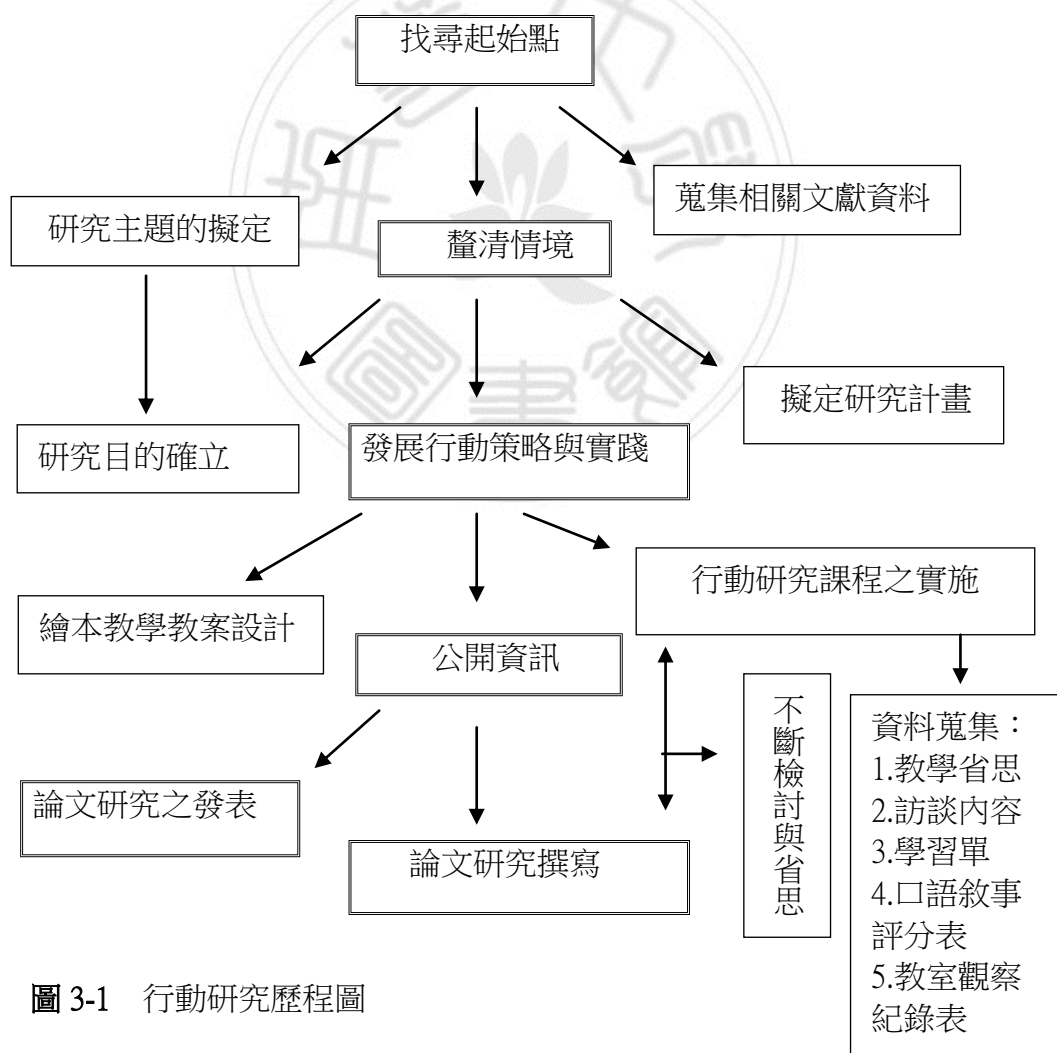 找尋起始點
蒐集相關文獻資料
研究主題的擬定
釐清情境
擬定研究計畫
研究目的確立
發展行動策略與實踐
行動研究課程之實施
繪本教學教案設計
公開資訊
不斷檢討與省思
資料蒐集：
1.教學省思
2.訪談內容
3.學習單
4.口語敘事
評分表
5.教室觀察
紀錄表
論文研究之發表
論文研究撰寫
圖 3-1 行動研究歷程圖